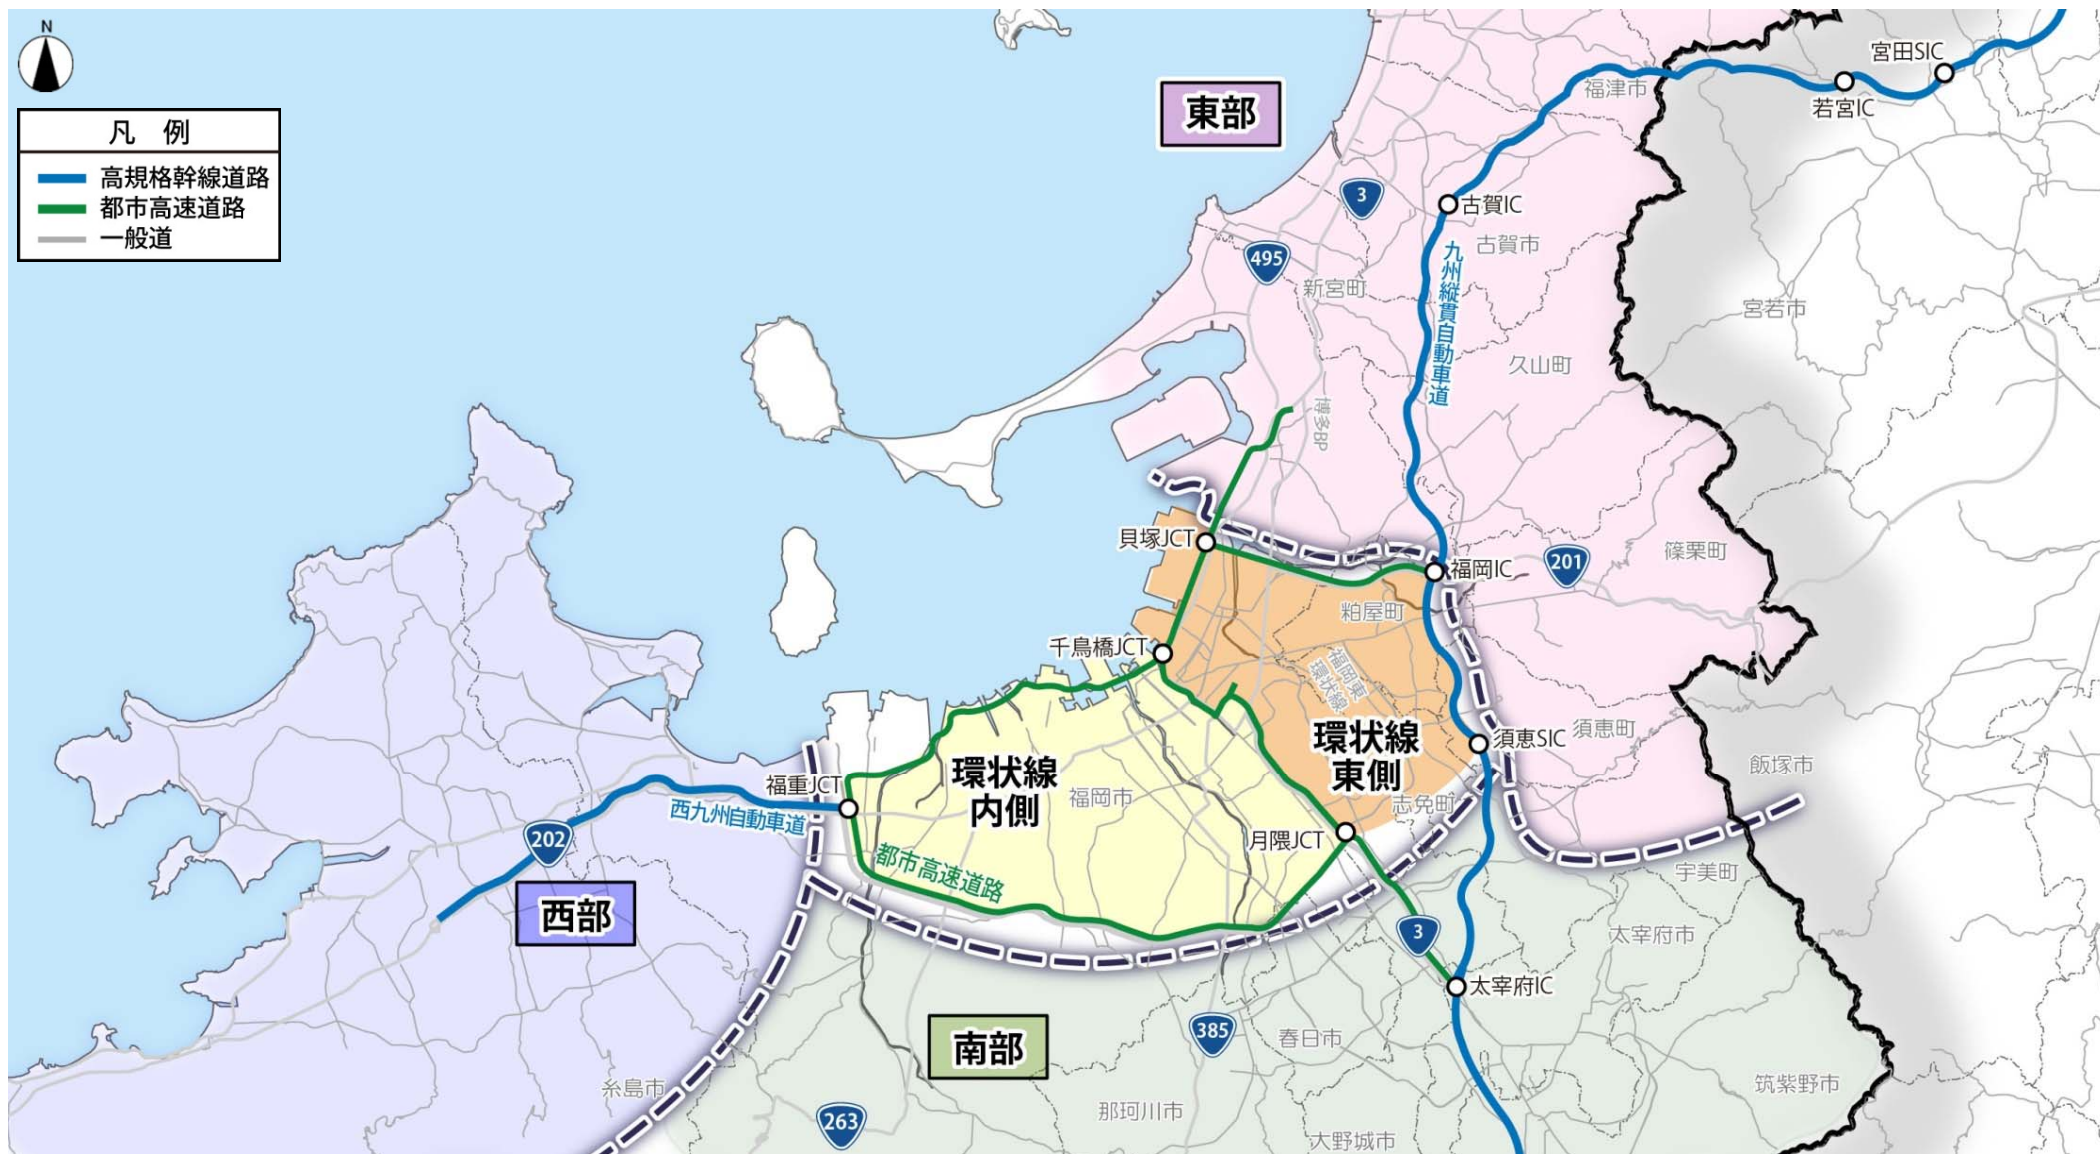 N
凡 例
高規格幹線道路
都市高速道路
一般道
東部
宮田SIC
若宮IC
福津市
3
古賀IC
古賀市
495
新宮町
九州縦貫自動車道
宮若市
久山町
博多BP
貝塚JCT
福岡IC
201
篠栗町
粕屋町
千鳥橋JCT
福岡東
環状線
環状線
東側
須恵SIC
須恵町
飯塚市
福重JCT
西九州自動車道
環状線
内側
福岡市
志免町
月隈JCT
202
都市高速道路
宇美町
西部
3
太宰府市
太宰府IC
南部
385
春日市
糸島市
263
那珂川市
大野城市
筑紫野市